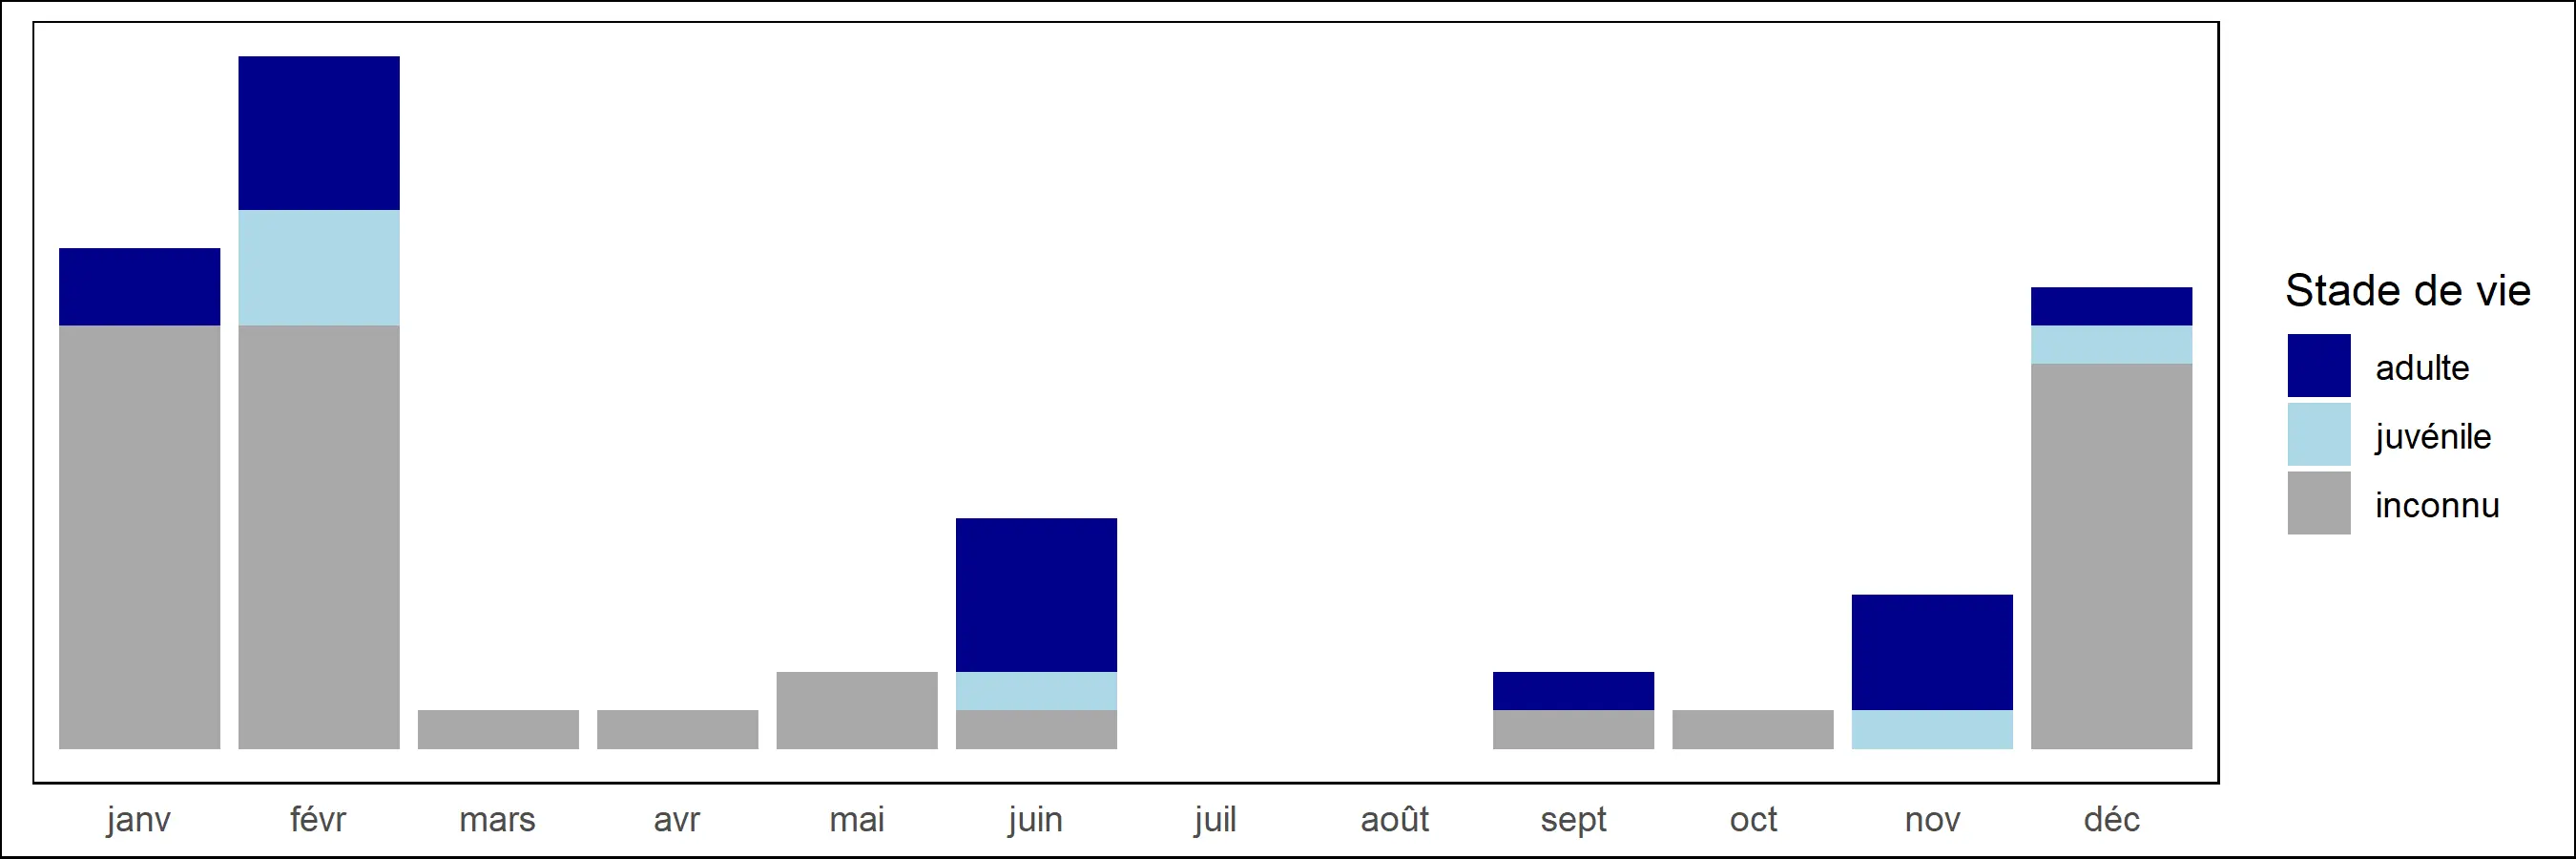 Stade de vie
adulte
juvénile
inconnu
janv févr mars avr mai juin juil août sept oct nov déc